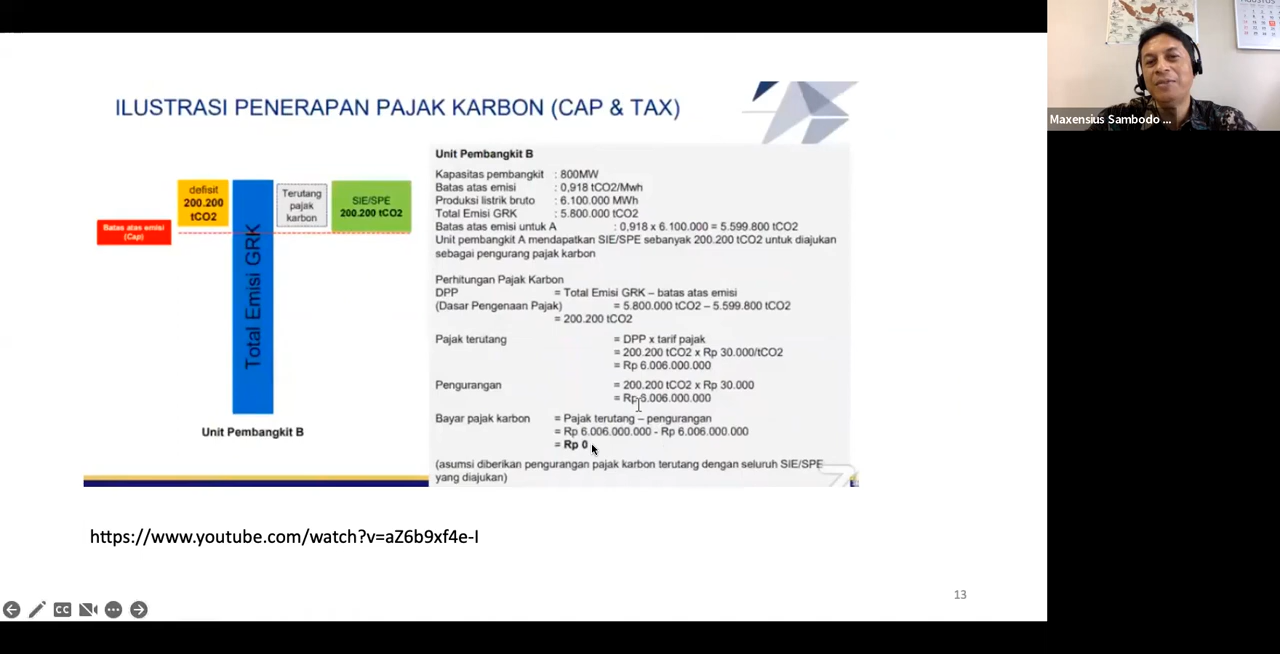 ILUSTRASI PENERAPAN PAJAK KARBON (CAP & TAX)
defisit
200.200
tCO2
Terutang
pajak
karbon
SIE/SPE
200.200 tCO2
Batas atas emisi
(Cap)
Total Emisi GRK
Unit Pembangkit B
Unit Pembangkit B
Kapasitas pembangkit : 800MW
Batas atas emisi : 0,918 tCO2/Mwh
Produksi listrik bruto : 6.100.000 MWh
Total Emisi GRK : 5.800.000 tCO2
Batas atas emisi untuk A : 0,918 x 6.100.000 = 5.599.800 tCO2
Unit pembangkit A mendapatkan SIE/SPE sebanyak 200.200 tCO2 untuk diajukan
sebagai pengurang pajak karbon
Perhitungan Pajak Karbon
DPP = Total Emisi GRK – batas atas emisi
(Dasar Pengenaan Pajak) = 5.800.000 tCO2 – 5.599.800 tCO2
= 200.200 tCO2
Pajak terutang = DPP x tarif pajak
= 200.200 tCO2 x Rp 30.000/tCO2
= Rp 6.006.000.000
Pengurangan = 200.200 tCO2 x Rp 30.000
= Rp 6.006.000.000
Bayar pajak karbon = Pajak terutang – pengurangan
= Rp 6.006.000.000 - Rp 6.006.000.000
= Rp 0
(asumsi diberikan pengurangan pajak karbon terutang dengan seluruh SIE/SPE
yang diajukan)
https://www.youtube.com/watch?v=aZ6b9xf4e-I
13
CC
Maxensius Sambodo ...